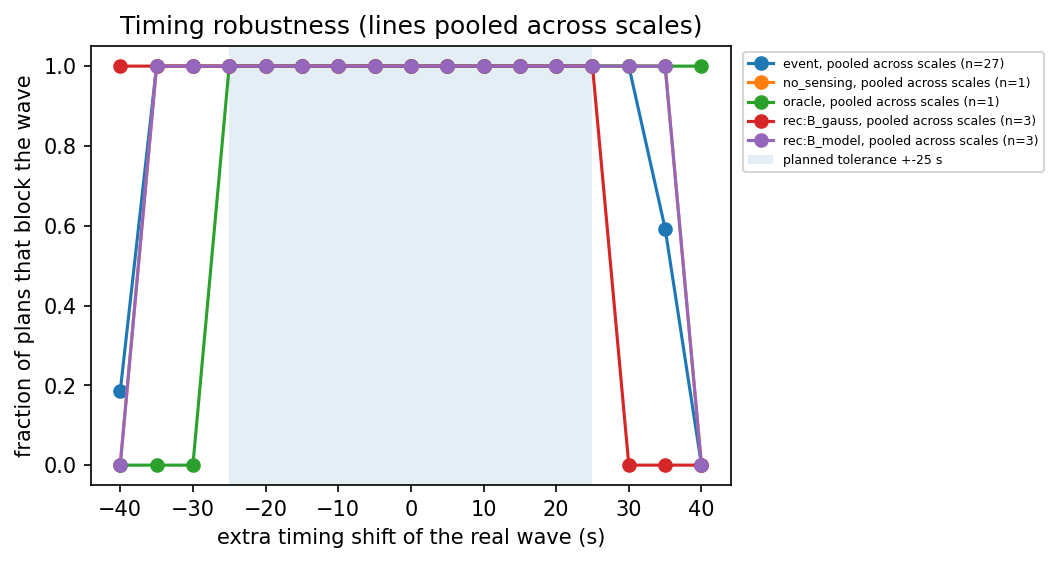 Timing robustness (lines pooled across scales)
fraction of plans that block the wave
1.0
0.8
0.6
0.4
0.2
0.0
−40 −30 −20 −10 0 10 20 30 40
extra timing shift of the real wave (s)
event, pooled across scales (n=27)
no_sensing, pooled across scales (n=1)
oracle, pooled across scales (n=1)
rec:B_gauss, pooled across scales (n=3)
rec:B_model, pooled across scales (n=3)
planned tolerance +-25 s